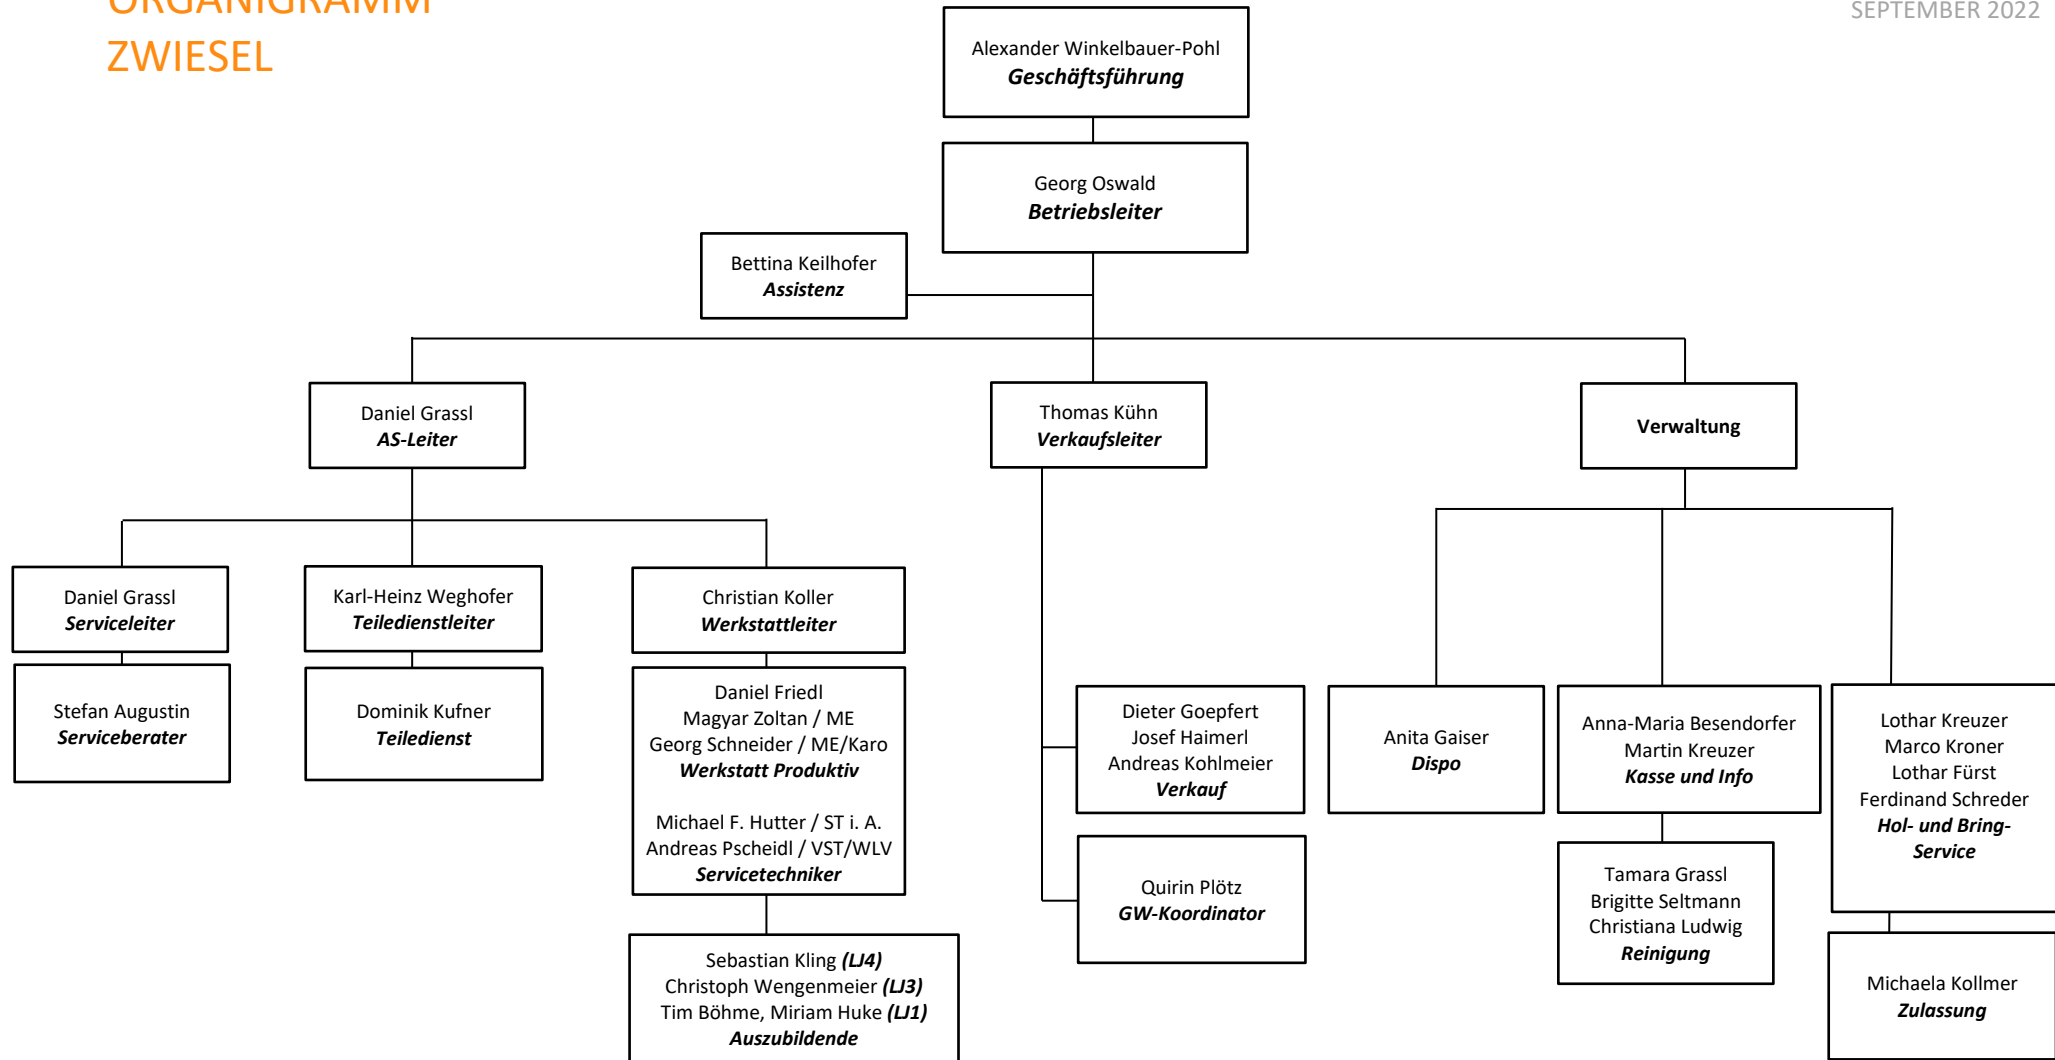 ORGANIGRAMM
ZWIESEL
SEPTEMBER 2022
Alexander Winkelbauer-Pohl
Geschäftsführung
Georg Oswald
Betriebsleiter
Bettina Keilhofer
Assistenz
Daniel Grassl
AS-Leiter
Thomas Kühn
Verkaufsleiter
Verwaltung
Daniel Grassl
Serviceleiter
Karl-Heinz Weghofer
Teiledienstleiter
Christian Koller
Werkstattleiter
Stefan Augustin
Serviceberater
Dominik Kufner
Teiledienst
Daniel Friedl
Magyar Zoltan / ME
Georg Schneider / ME/Karo
Werkstatt Produktiv
Michael F. Hutter / ST i. A.
Andreas Pscheidl / VST/WLV
Servicetechniker
Sebastian Kling (LJ4)
Christoph Wengenmeier (LJ3)
Tim Böhme, Miriam Huke (LJ1)
Auszubildende
Dieter Goepfert
Josef Haimerl
Andreas Kohlmeier
Verkauf
Quirin Plötz
GW-Koordinator
Anita Gaiser
Dispo
Anna-Maria Besendorfer
Martin Kreuzer
Kasse und Info
Tamara Grassl
Brigitte Seltmann
Christiana Ludwig
Reinigung
Lothar Kreuzer
Marco Kroner
Lothar Fürst
Ferdinand Schreder
Hol- und Bring-
Service
Michaela Kollmer
Zulassung